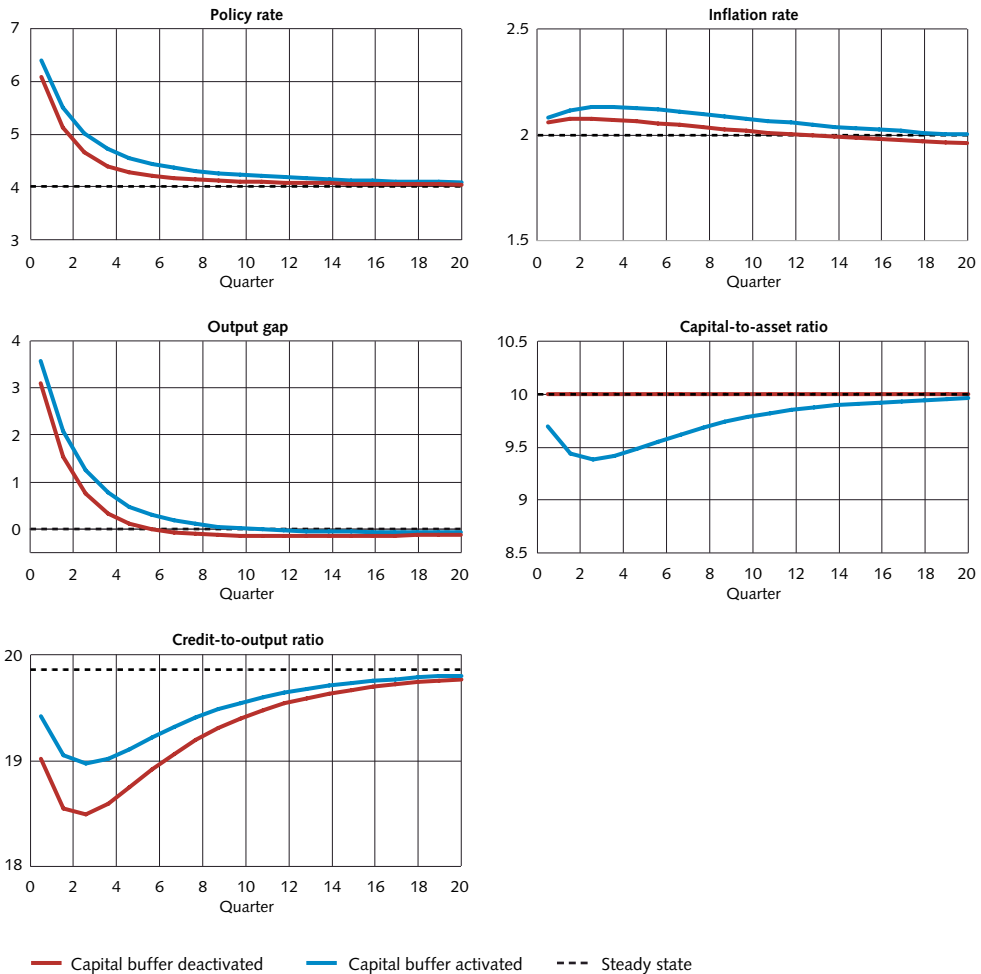 Policy rate
7
6
5
4
3
0 2 4 6 8 10 12 14 16 18 20
Quarter
Inflation rate
2.5
2
1.5
0 2 4 6 8 10 12 14 16 18 20
Quarter
Output gap
4
3
2
1
0
0 2 4 6 8 10 12 14 16 18 20
Quarter
Capital-to-asset ratio
10.5
10
9.5
9
8.5
0 2 4 6 8 10 12 14 16 18 20
Quarter
Credit-to-output ratio
20
19
18
0 2 4 6 8 10 12 14 16 18 20
Quarter
Capital buffer deactivated Capital buffer activated Steady state